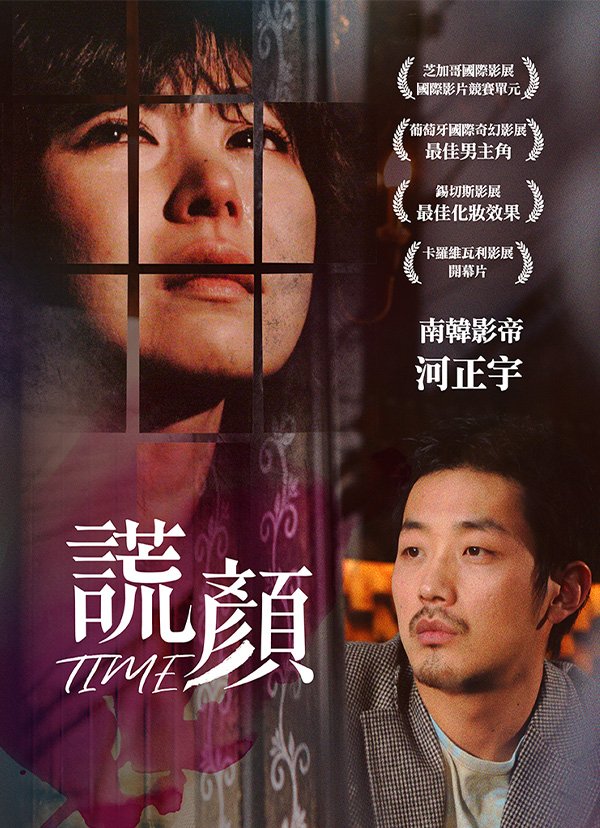 芝加哥國際影展
國際影片競賽單元
葡萄牙國際奇幻影展
最佳男主角
錫切斯影展
最佳化妝效果
卡羅維瓦利影展
開幕片
南韓影帝
河正宇
謊顏
TIME